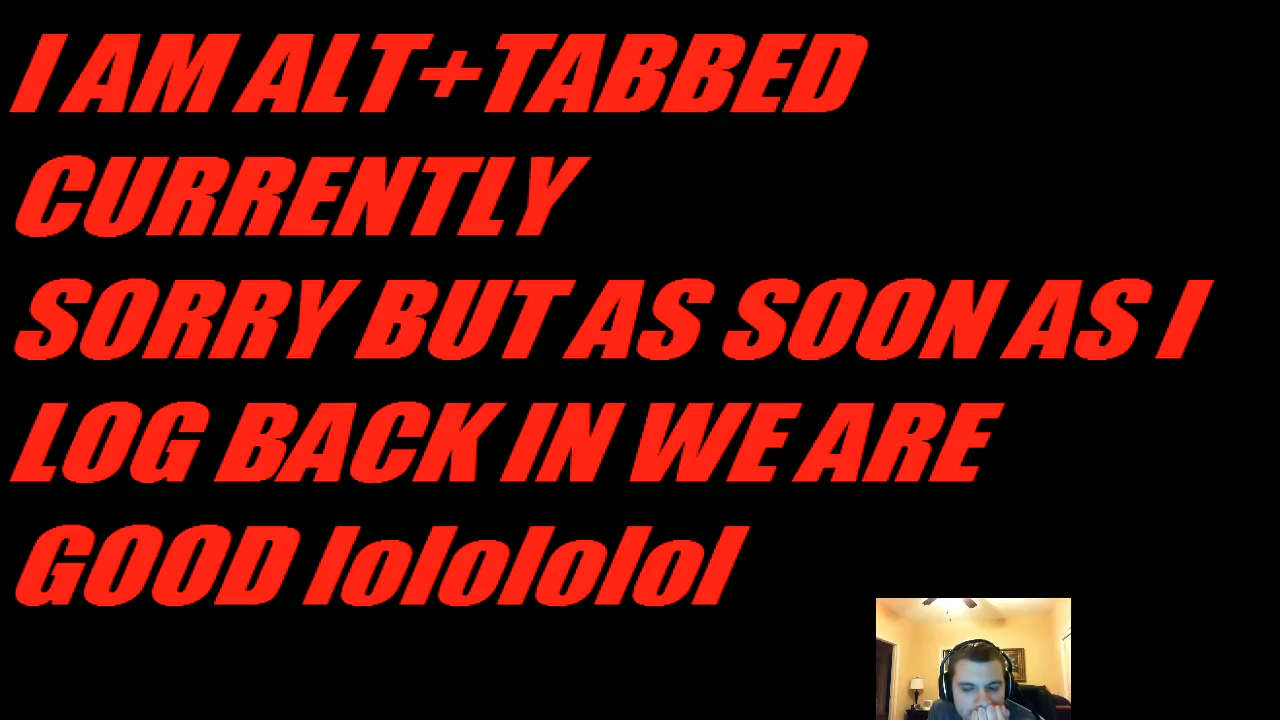 I AM ALT+TABBED
CURRENTLY
SORRY BUT AS SOON AS I
LOG BACK IN WE ARE
GOOD lolololol